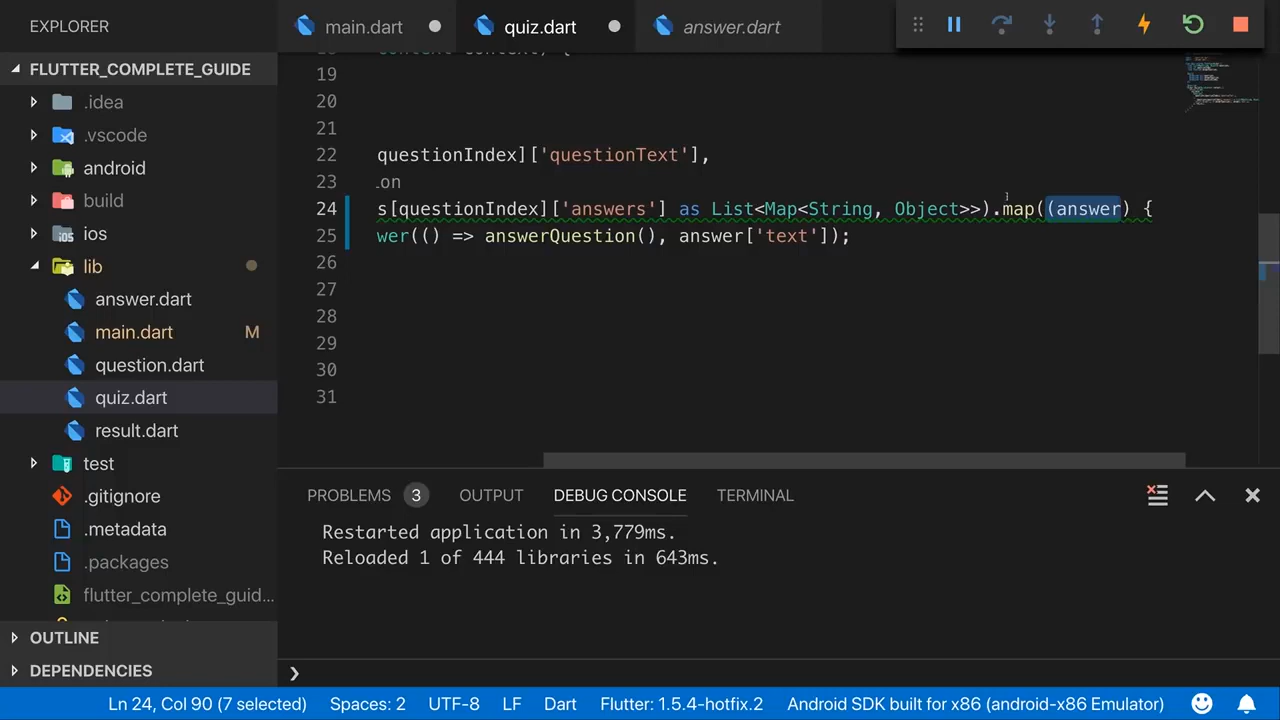 EXPLORER
main.dart
quiz.dart
answer.dart
FLUTTER_COMPLETE_GUIDE
.idea
.vscode
android
build
ios
lib
answer.dart
main.dart M
question.dart
quiz.dart
result.dart
test
.gitignore
.metadata
.packages
flutter_complete_guid...
OUTLINE
DEPENDENCIES
19
20
21
22 questionIndex]['questionText'],
23 on
24 s[questionIndex]['answers'] as List<Map<String, Object>>).map((answer) {
25 wer(() => answerQuestion(), answer['text']);
26
27
28
29
30
31
PROBLEMS 3 OUTPUT DEBUG CONSOLE TERMINAL
Restarted application in 3,779ms.
Reloaded 1 of 444 libraries in 643ms.
Ln 24, Col 90 (7 selected) Spaces: 2 UTF-8 LF Dart Flutter: 1.5.4-hotfix.2 Android SDK built for x86 (android-x86 Emulator)